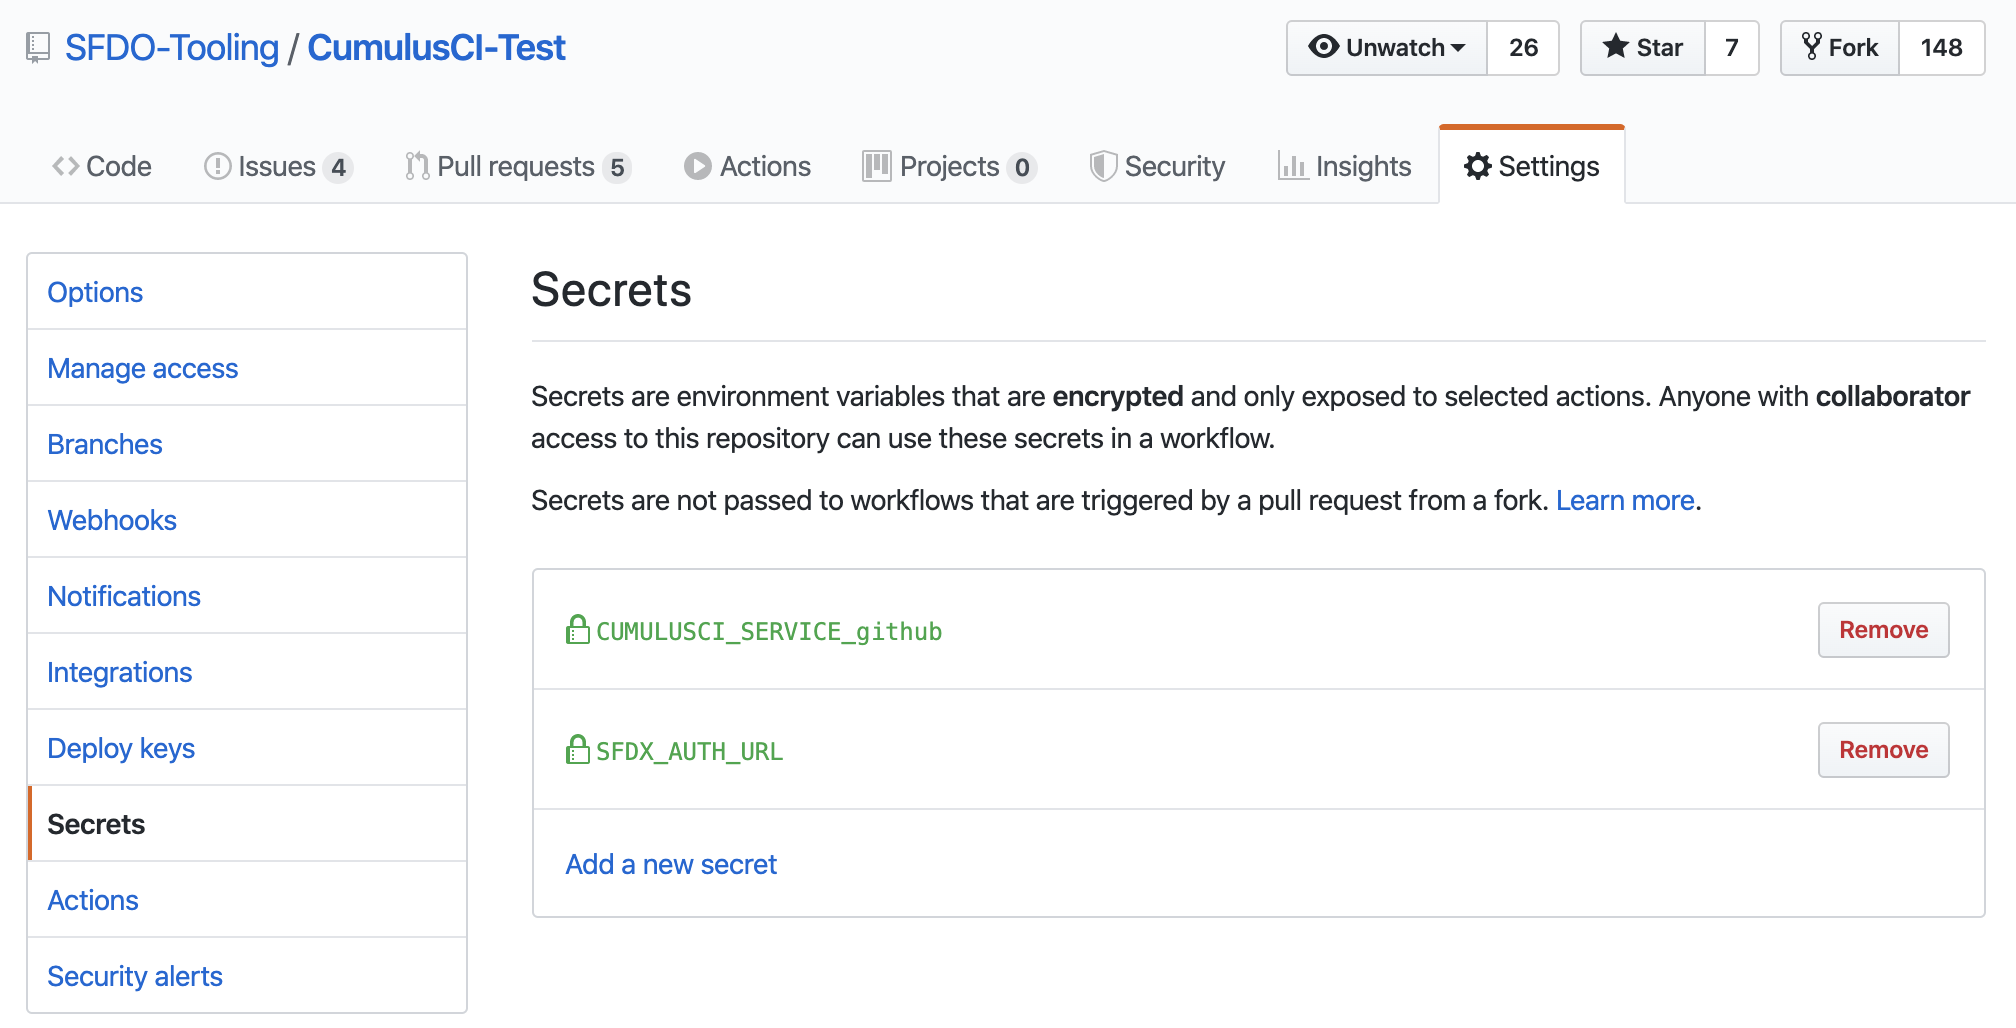 SFDO-Tooling / CumulusCI-Test
Unwatch 26
Star 7
Fork 148
Code
Issues 4
Pull requests 5
Actions
Projects 0
Security
Insights
Settings
Options
Manage access
Branches
Webhooks
Notifications
Integrations
Deploy keys
Secrets
Actions
Security alerts
Secrets
Secrets are environment variables that are encrypted and only exposed to selected actions. Anyone with collaborator
access to this repository can use these secrets in a workflow.
Secrets are not passed to workflows that are triggered by a pull request from a fork. Learn more.
CUMULUSCI_SERVICE_github
Remove
SFDX_AUTH_URL
Remove
Add a new secret